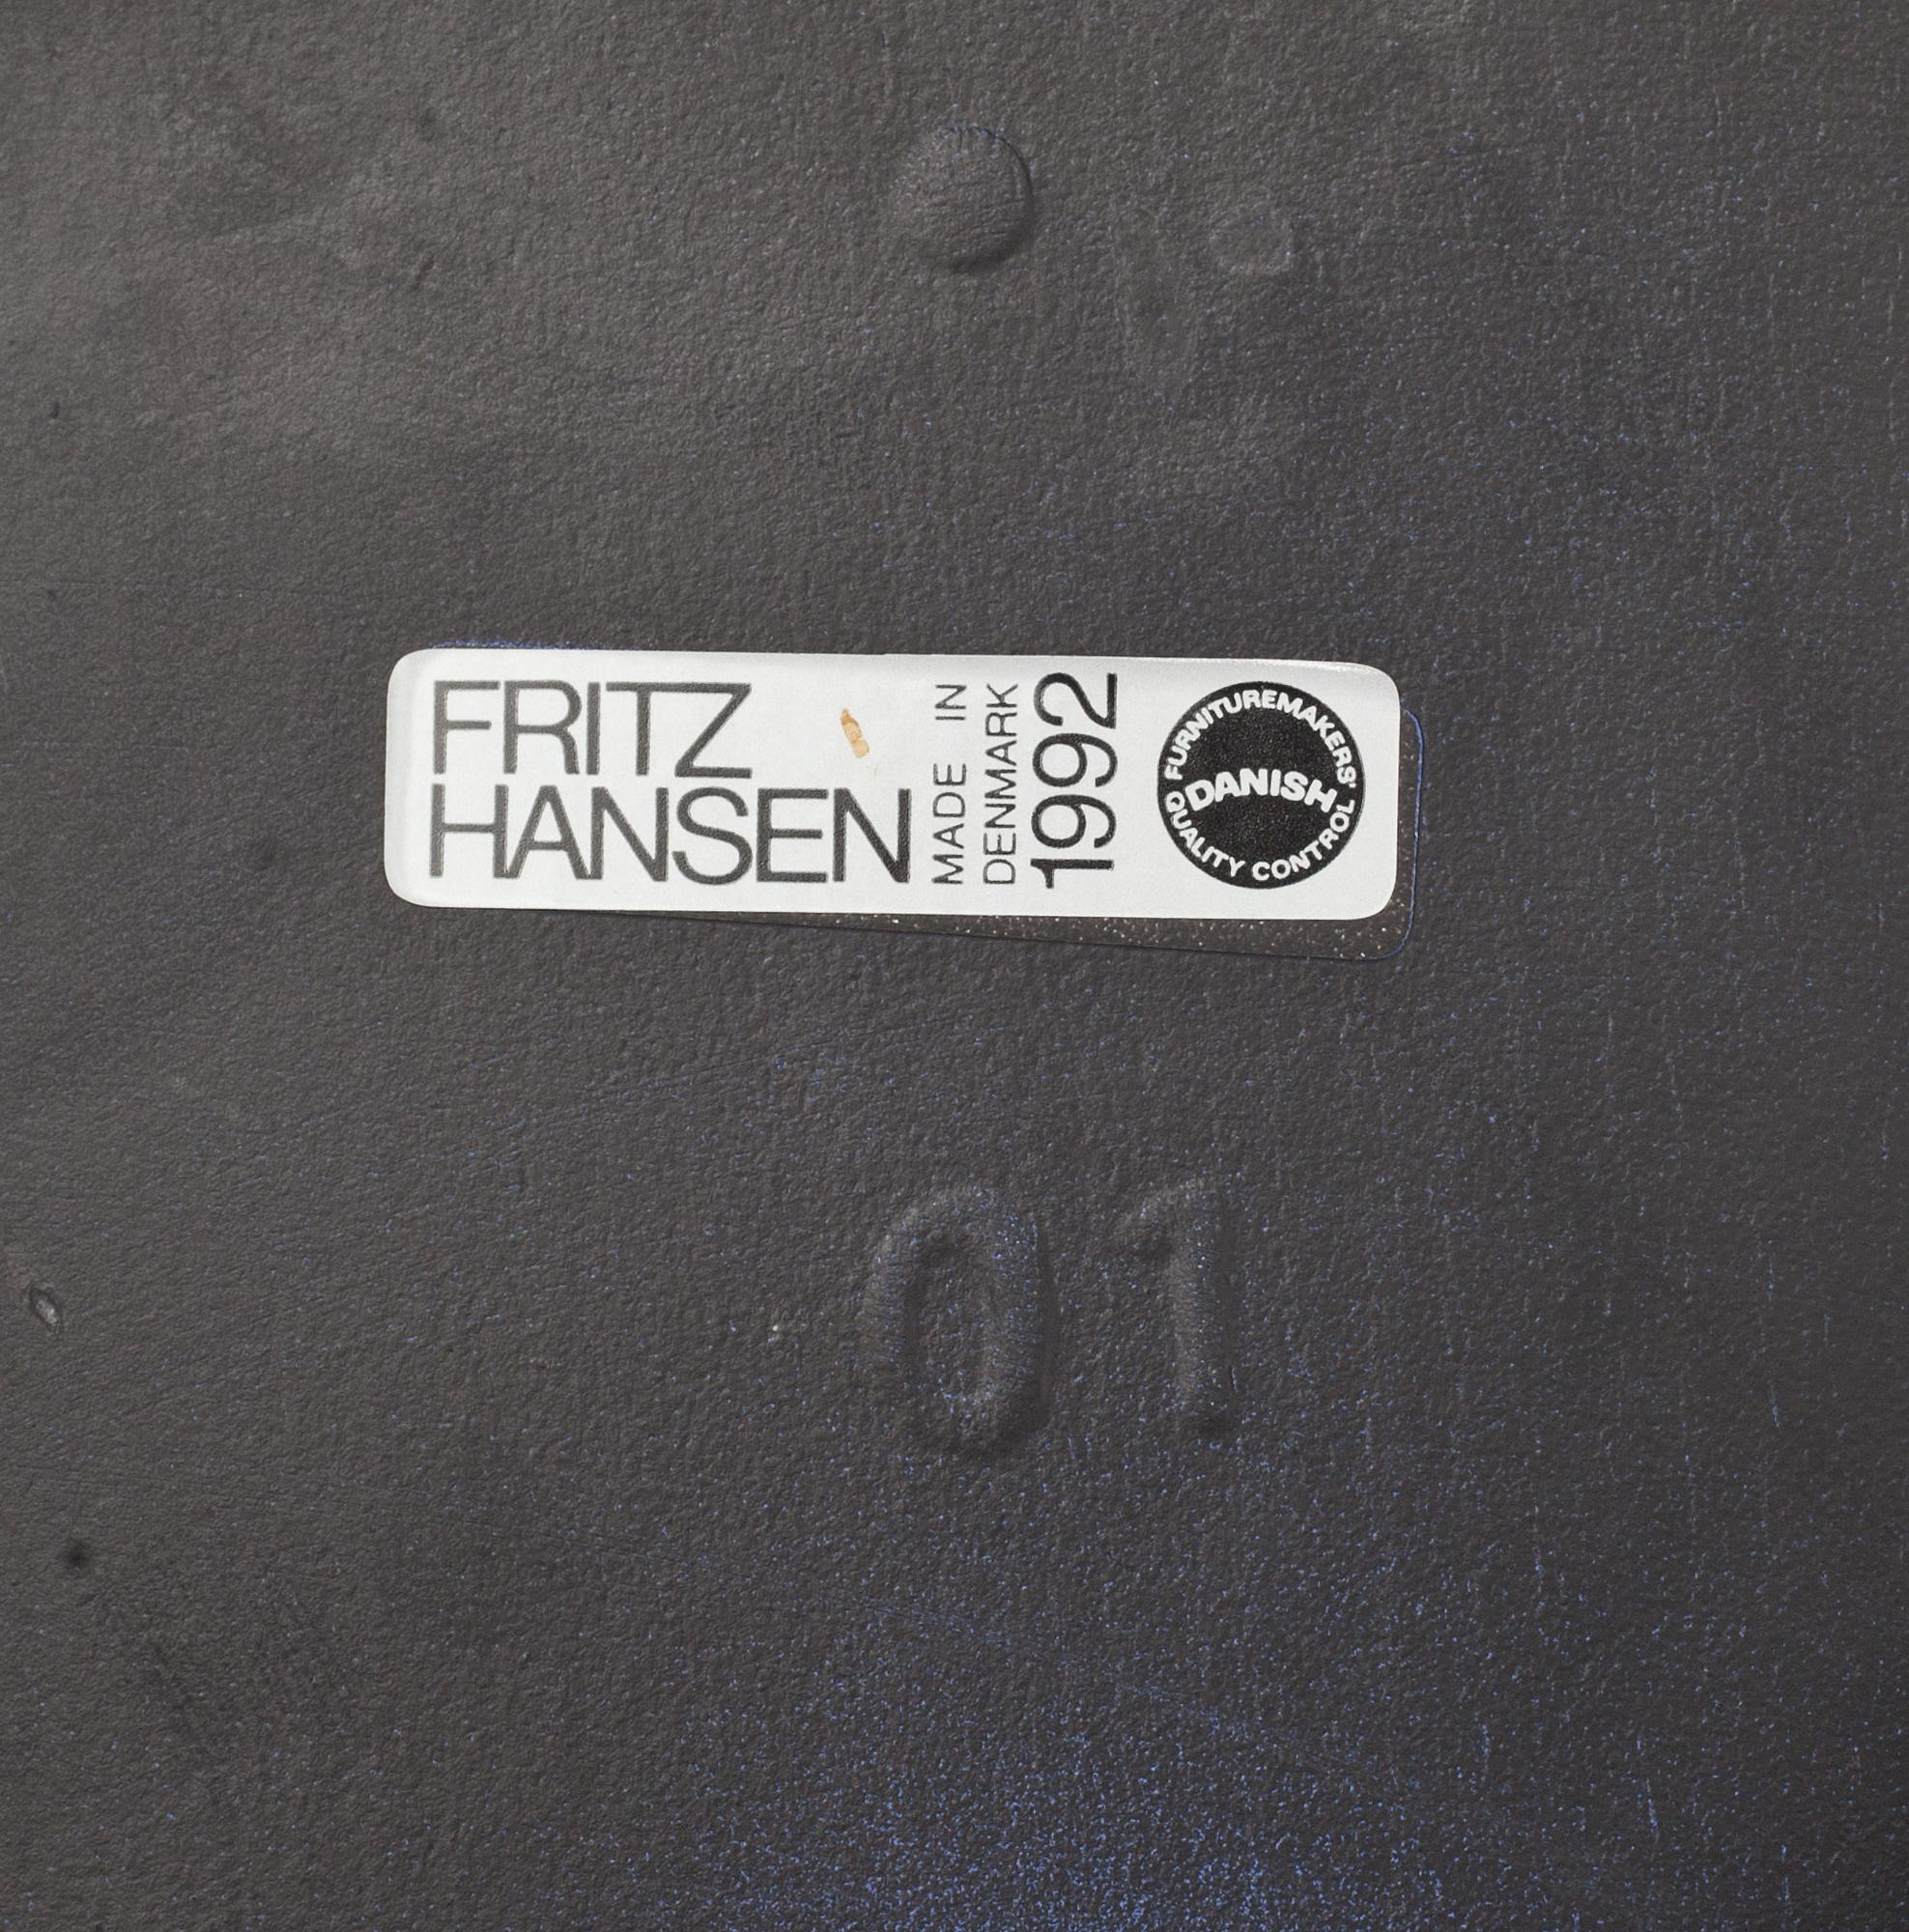 FRITZ
HANSEN
MADE IN
DENMARK
1992
FURNITUREMAKERS'
DANISH
QUALITY CONTROL
01